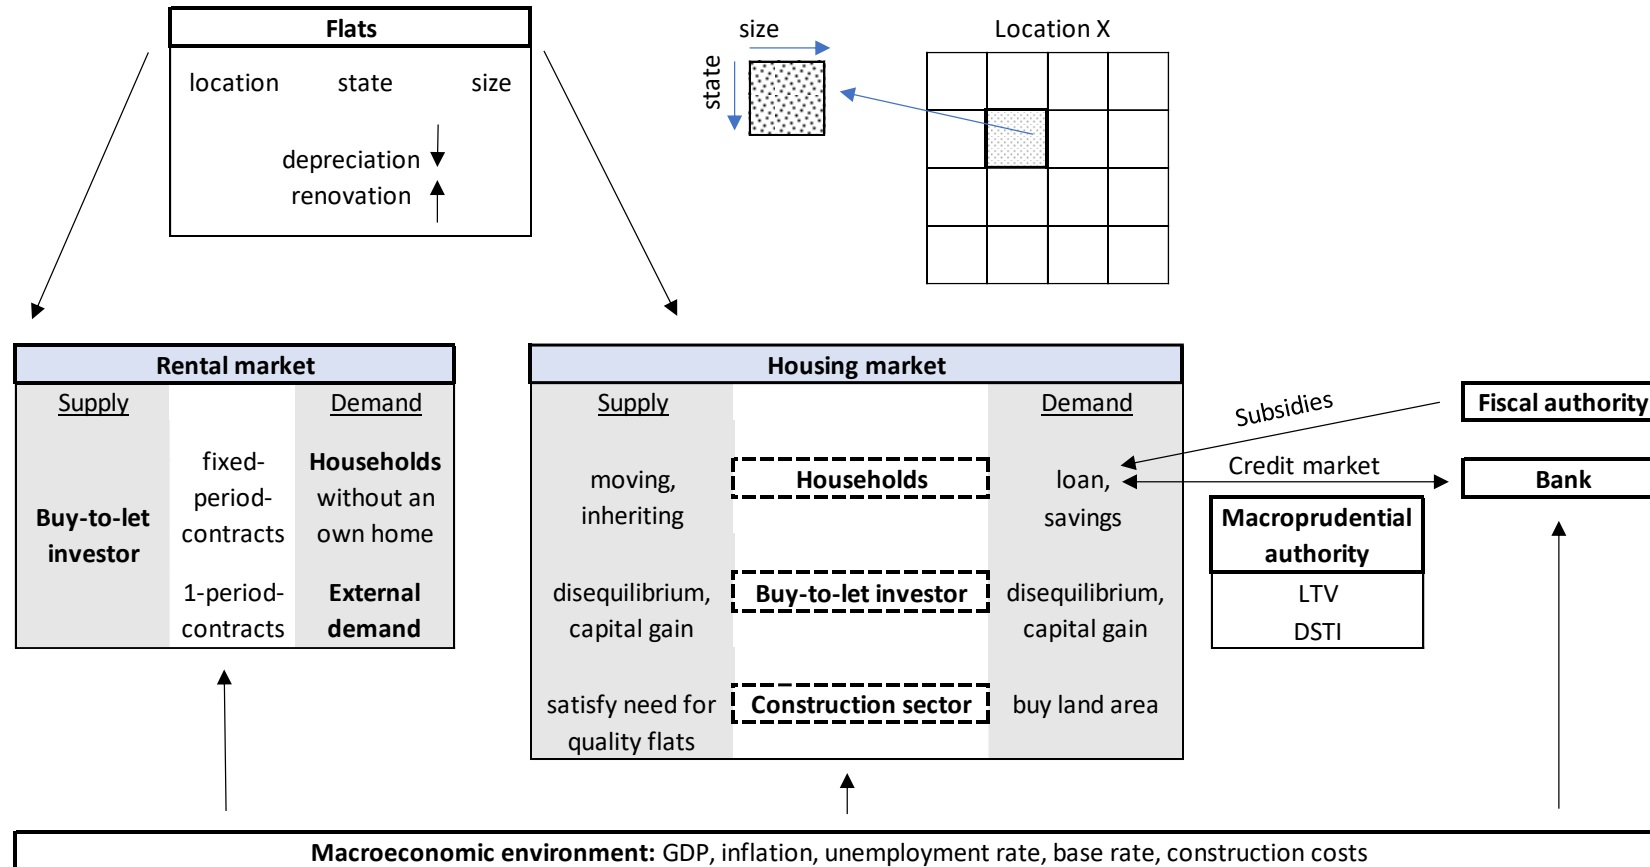 Flats
location state size
depreciation
renovation
size
state
Location X
Rental market
Supply
Demand
Buy-to-let
investor
fixed-
period-
contracts
Households
without an
own home
1-period-
contracts
External
demand
Housing market
Supply
Demand
moving,
inheriting
Households
loan,
savings
disequilibrium,
capital gain
Buy-to-let investor
disequilibrium,
capital gain
satisfy need for
quality flats
Construction sector
buy land area
Subsidies
Fiscal authority
Credit market
Bank
Macroprudential
authority
LTV
DSTI
Macroeconomic environment: GDP, inflation, unemployment rate, base rate, construction costs